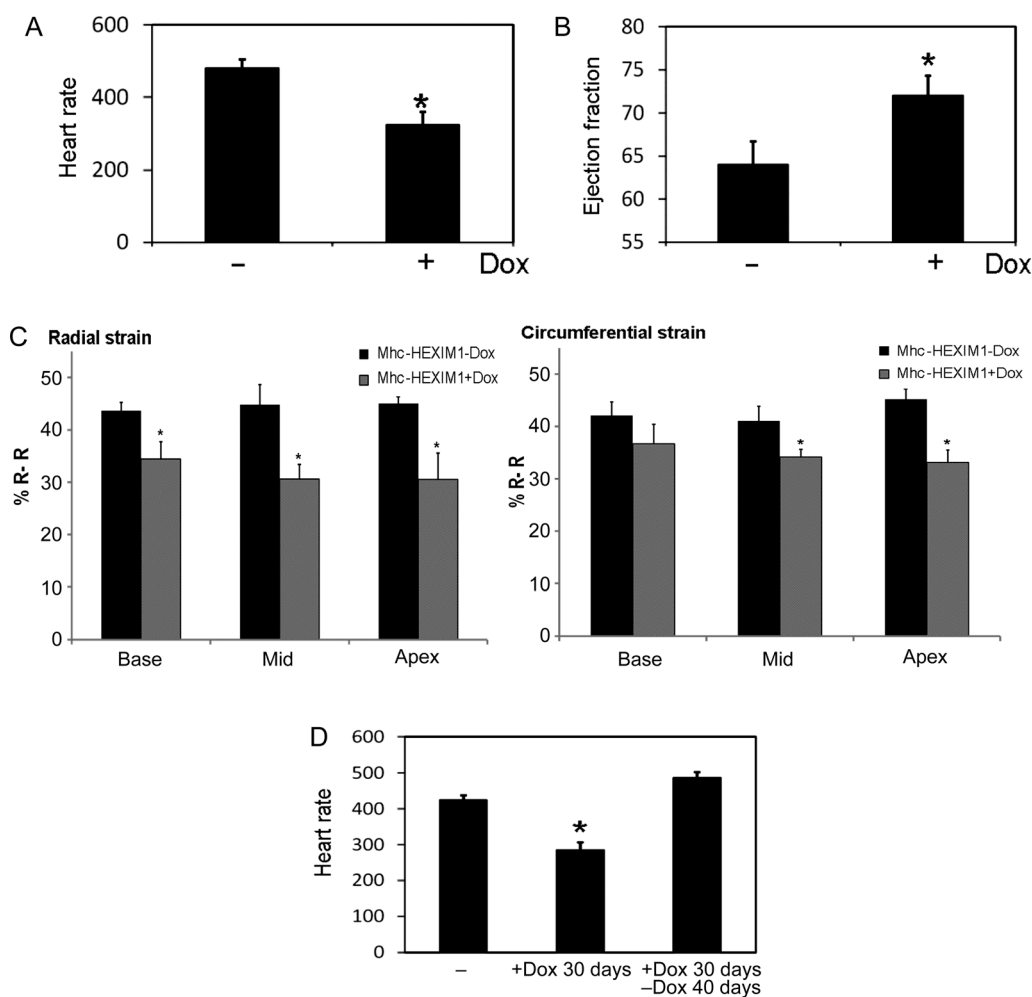 A
600
400
200
0
Heart rate
*
– + Dox
B
80
75
70
65
60
55
Ejection fraction
*
– + Dox
C
Radial strain
Mhc-HEXIM1-Dox
Mhc-HEXIM1+Dox
50
40
30
20
10
0
% R- R
* * *
Base Mid Apex
Circumferential strain
Mhc-HEXIM1-Dox
Mhc-HEXIM1+Dox
50
40
30
20
10
0
% R- R
* *
Base Mid Apex
D
600
500
400
300
200
100
0
Heart rate
*
– +Dox 30 days +Dox 30 days
–Dox 40 days